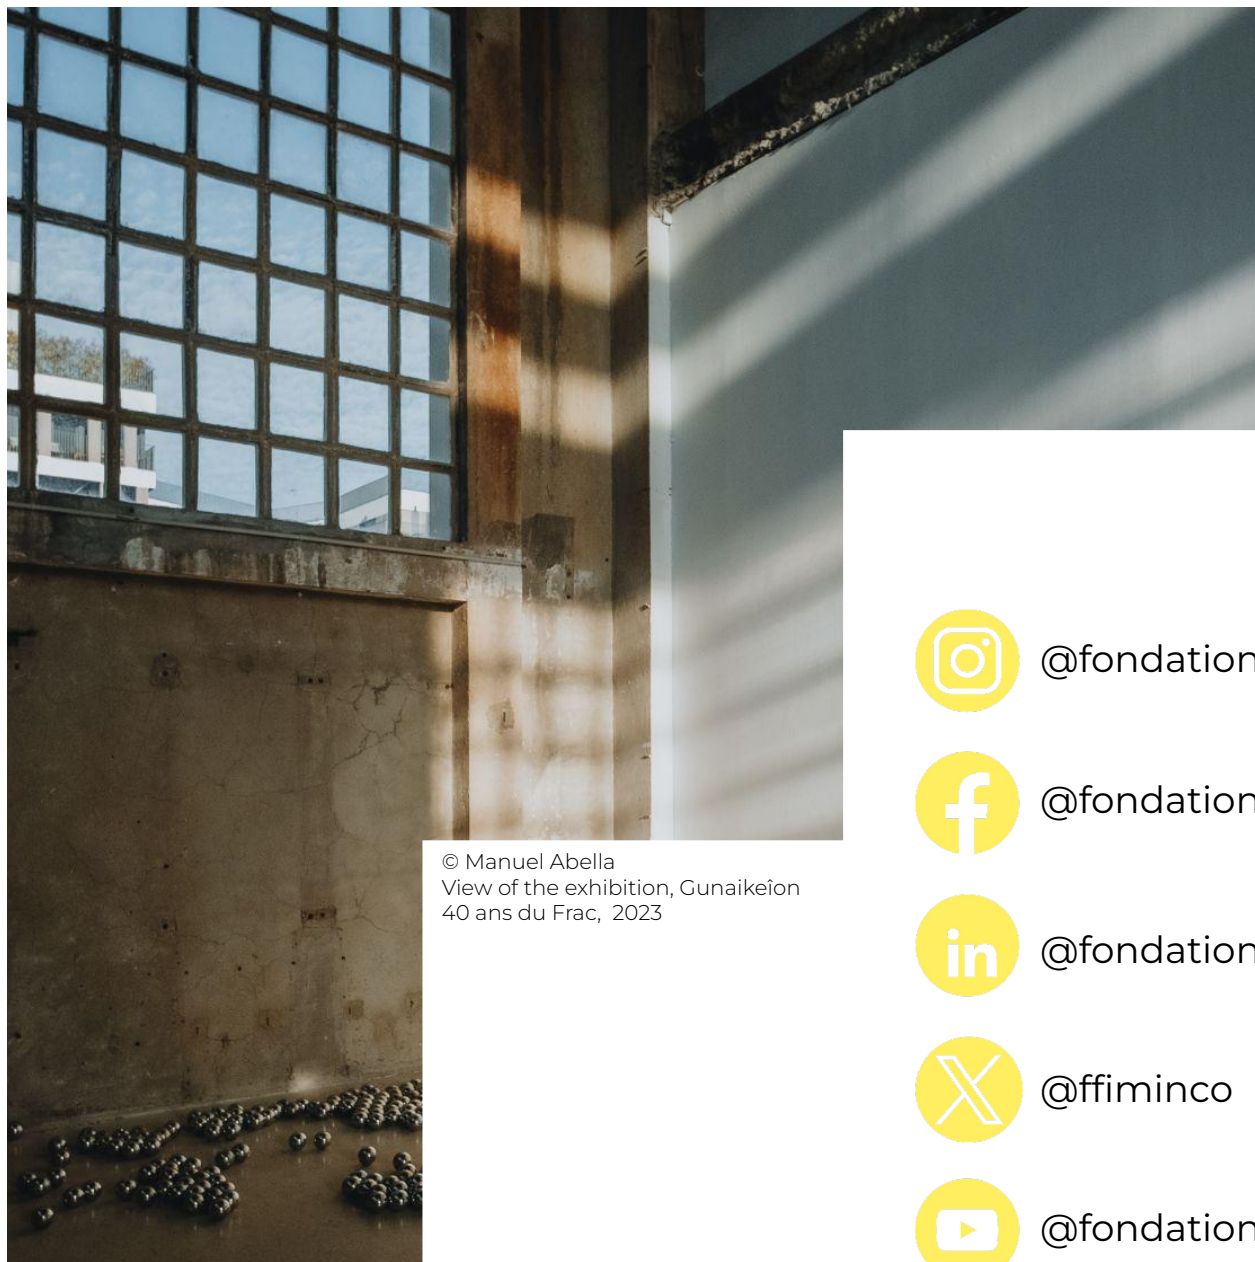 @fondation
@fondation
© Manuel Abella
View of the exhibition, Gunaikeîon
40 ans du Frac, 2023
@fondation
@ffiminco
@fondation